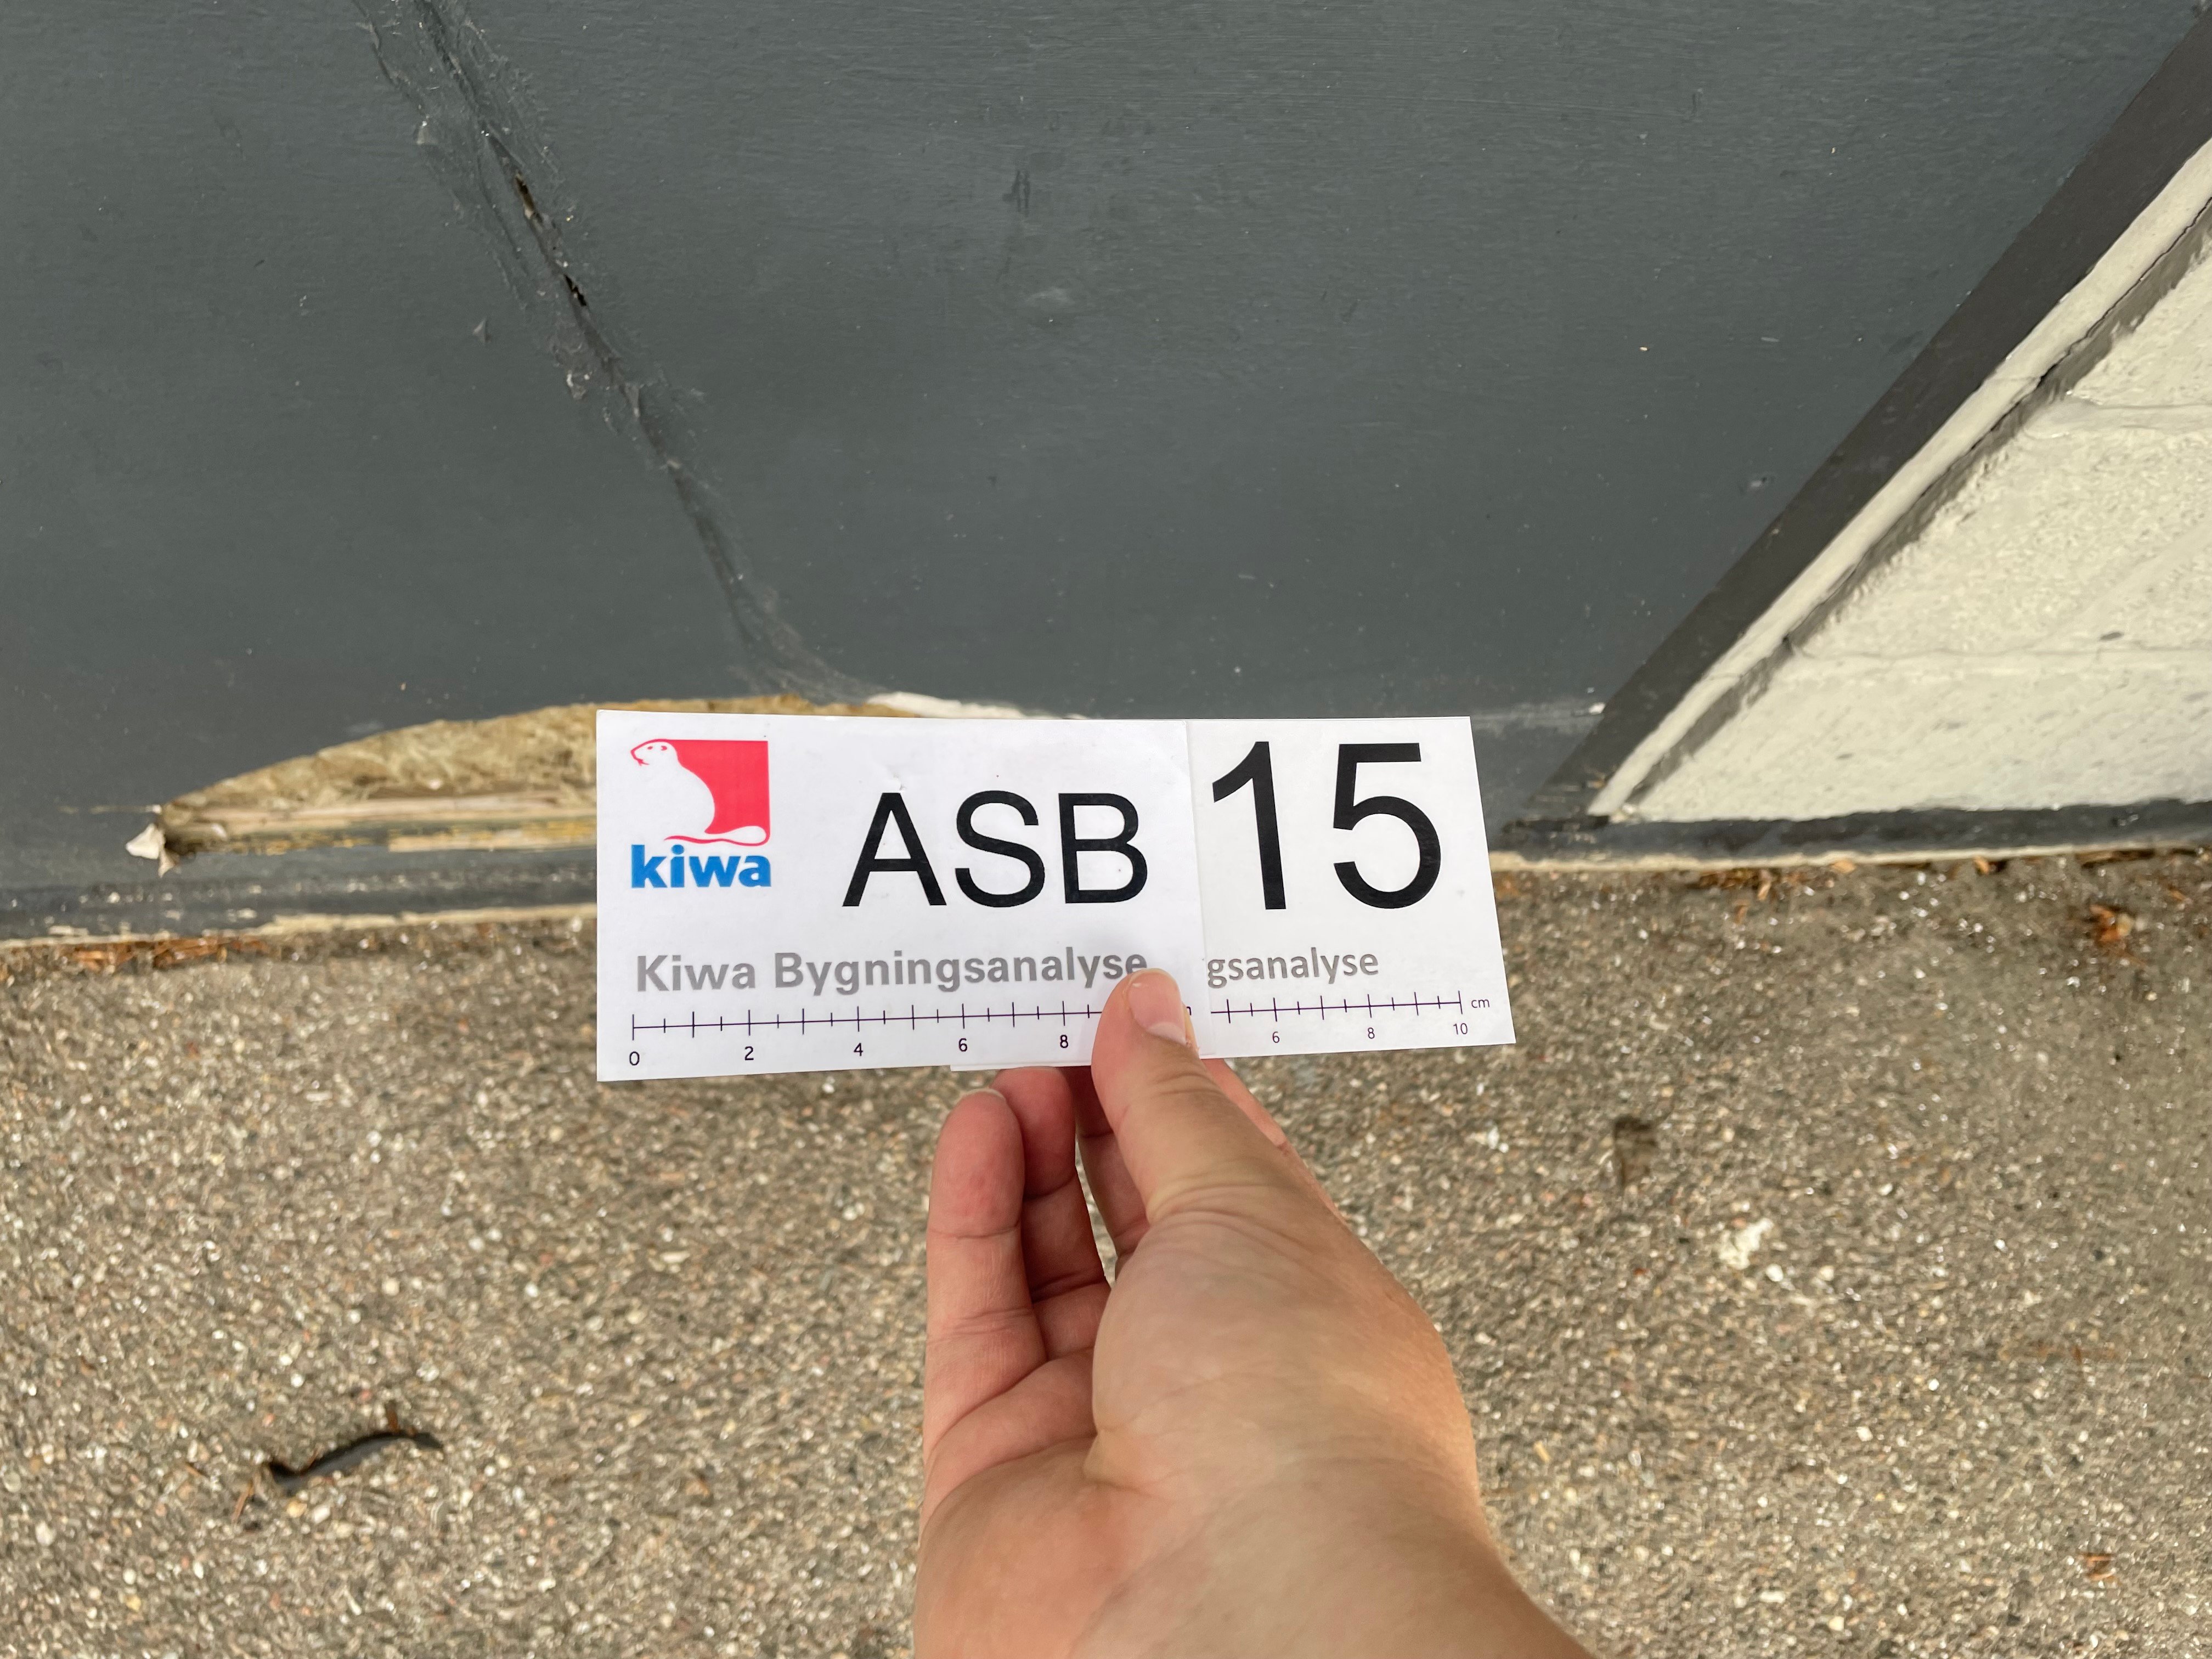 kiwa
ASB 15
Kiwa Bygningsanalyse gsanalyse
0 2 4 6 8 6 8 10 cm